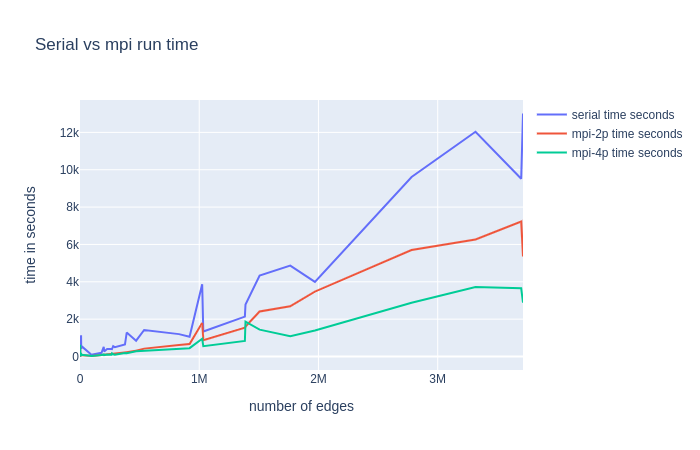 Serial vs mpi run time
serial time seconds
mpi-2p time seconds
mpi-4p time seconds
12k
10k
8k
6k
4k
2k
0
time in seconds
0
1M
2M
3M
number of edges